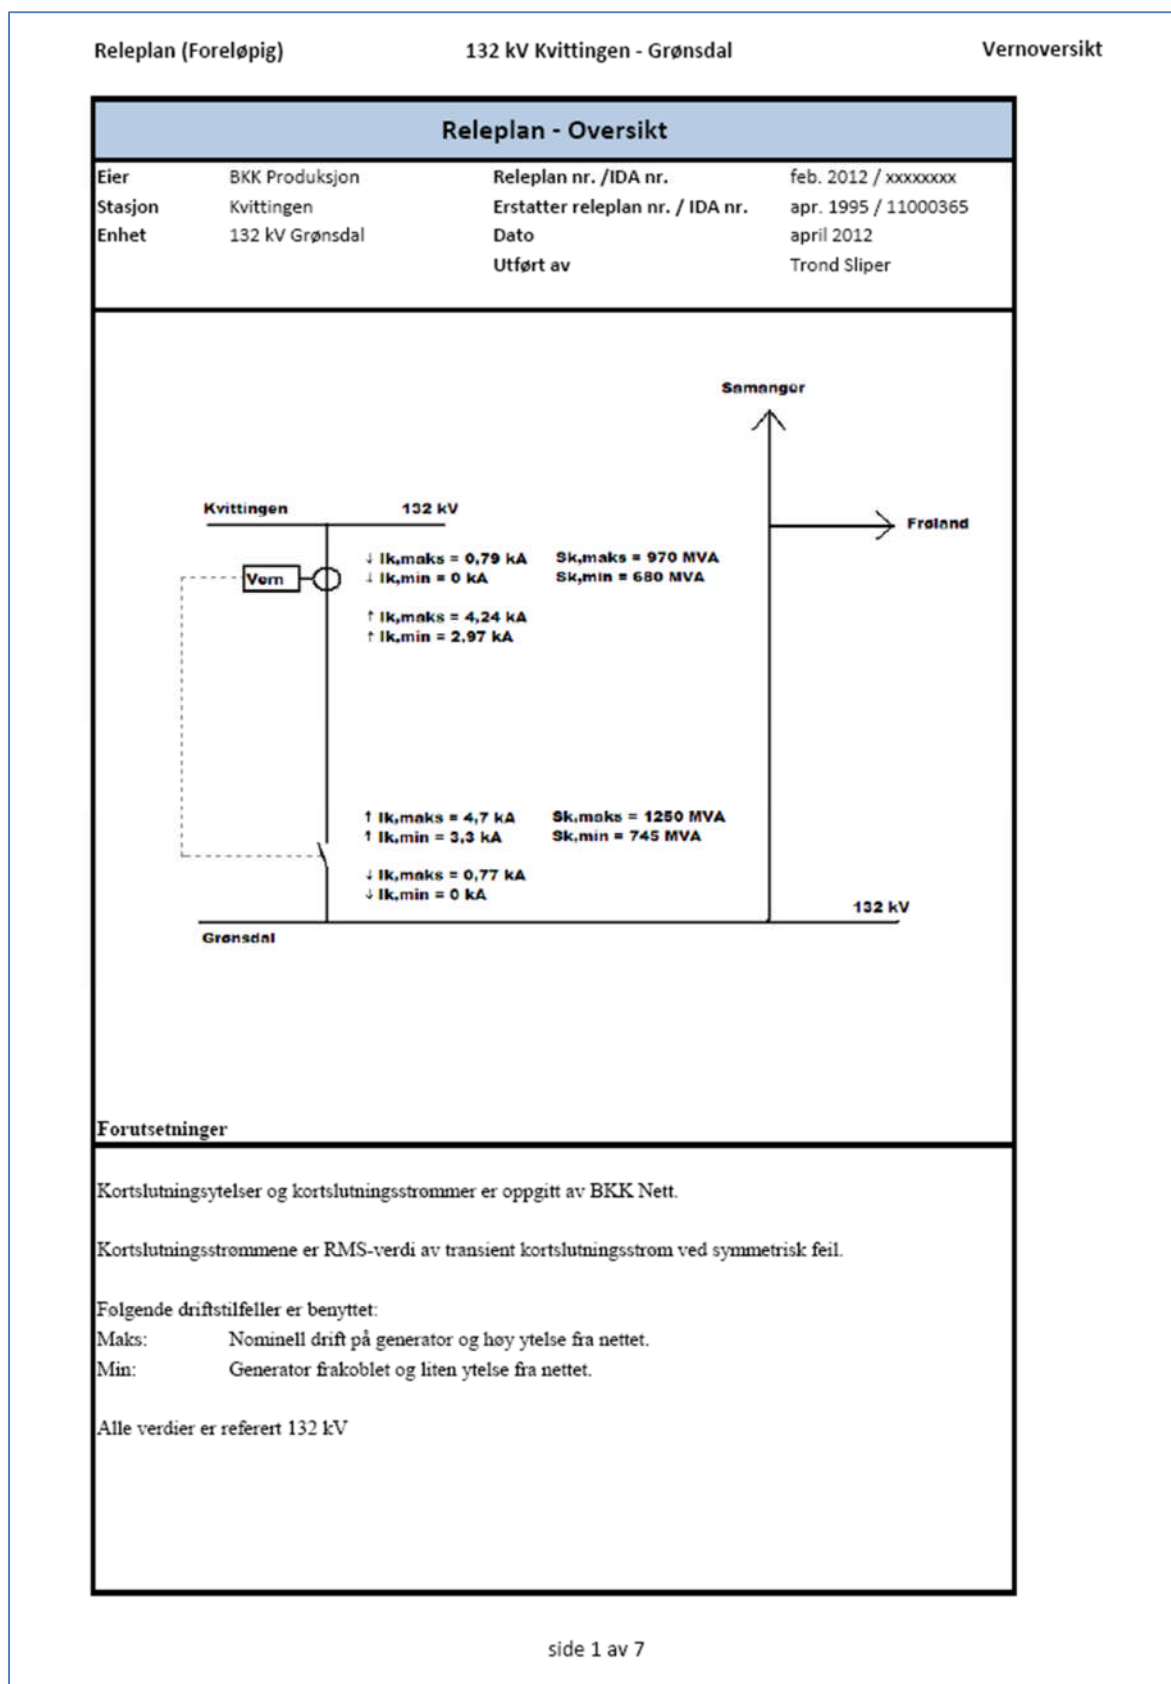 Releplan (Foreløpig) 132 kV Kvittingen - Grønsdal Vernoversikt
Releplan - Oversikt
Eier BKK Produksjon Releplan nr. /IDA nr. feb. 2012 / xxxxxxxx
Stasjon Kvittingen Erstatter releplan nr. / IDA nr. apr. 1995 / 11000365
Enhet 132 kV Grønsdal Dato april 2012
Utført av Trond Sliper
Samanger
Kvittingen 132 kV
Frøland
↓ Ik,maks = 0,79 kA Sk,maks = 970 MVA
Vern ↓ Ik,min = 0 kA Sk,min = 680 MVA
↑ Ik,maks = 4,24 kA
↑ Ik,min = 2,97 kA
↑ Ik,maks = 4,7 kA Sk,maks = 1250 MVA
↑ Ik,min = 3,3 kA Sk,min = 745 MVA
↓ Ik,maks = 0,77 kA
↓ Ik,min = 0 kA
132 kV
Grønsdal
Forutsetninger
Kortslutningsytelser og kortslutningsstrømmer er oppgitt av BKK Nett.
Kortslutningsstrømmene er RMS-verdi av transient kortslutningsstrøm ved symmetrisk feil.
Følgende driftstilfeller er benyttet:
Maks: Nominell drift på generator og høy ytelse fra nettet.
Min: Generator frakoblet og liten ytelse fra nettet.
Alle verdier er referert 132 kV
side 1 av 7